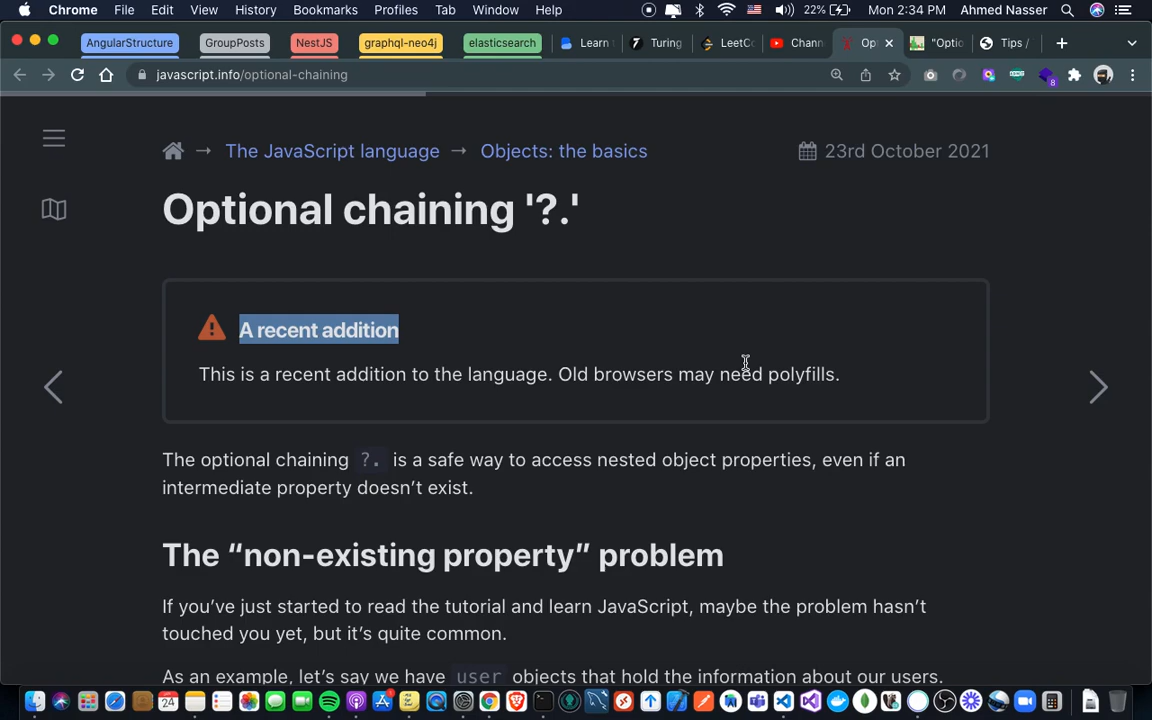 Chrome File Edit View History Bookmarks Profiles Tab Window Help 22% Mon 2:34 PM Ahmed Nasser
AngularStructure GroupPosts NestJS graphql-neo4j elasticsearch Learn Turing LeetCo Chann Opt "Optio Tips /
javascript.info/optional-chaining
8
→ The JavaScript language → Objects: the basics 23rd October 2021
Optional chaining '?.'
A recent addition
This is a recent addition to the language. Old browsers may need polyfills.
The optional chaining ?. is a safe way to access nested object properties, even if an
intermediate property doesn’t exist.
The “non-existing property” problem
If you’ve just started to read the tutorial and learn JavaScript, maybe the problem hasn’t
touched you yet, but it’s quite common.
As an example, let’s say we have user objects that hold the information about our users.